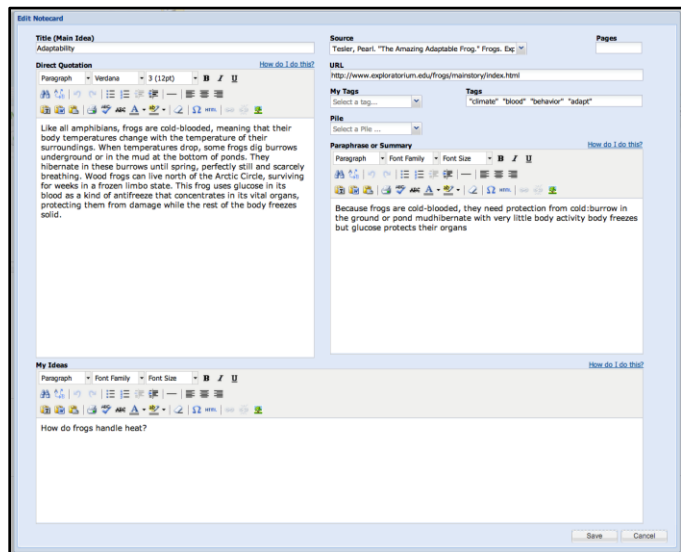 Edit Notecard
Title (Main Idea)
Adaptability
Source
Tesler, Pearl. "The Amazing Adaptable Frog." Frogs. Exp
Pages
Direct Quotation
How do I do this?
Paragraph Verdana 3 (12pt) B I U
ABC A HTML
Like all amphibians, frogs are cold-blooded, meaning that their
body temperatures change with the temperature of their
surroundings. When temperatures drop, some frogs dig burrows
underground or in the mud at the bottom of ponds. They
hibernate in these burrows until spring, perfectly still and scarcely
breathing. Wood frogs can live north of the Arctic Circle, surviving
for weeks in a frozen limbo state. This frog uses glucose in its
blood as a kind of antifreeze that concentrates in its vital organs,
protecting them from damage while the rest of the body freezes
solid.
URL
http://www.exploratorium.edu/frogs/mainstory/index.html
My Tags
Select a tag...
Tags
"climate" "blood" "behavior" "adapt"
Pile
Select a Pile ...
Paraphrase or Summary
How do I do this?
Paragraph Font Family Font Size B I U
ABC A Ω HTML
Because frogs are cold-blooded, they need protection from cold:burrow in
the ground or pond mudhibernate with very little body activity body freezes
but glucose protects their organs
My Ideas
How do I do this?
Paragraph Font Family Font Size B I U
ABC A Ω HTML
How do frogs handle heat?
Save
Cancel